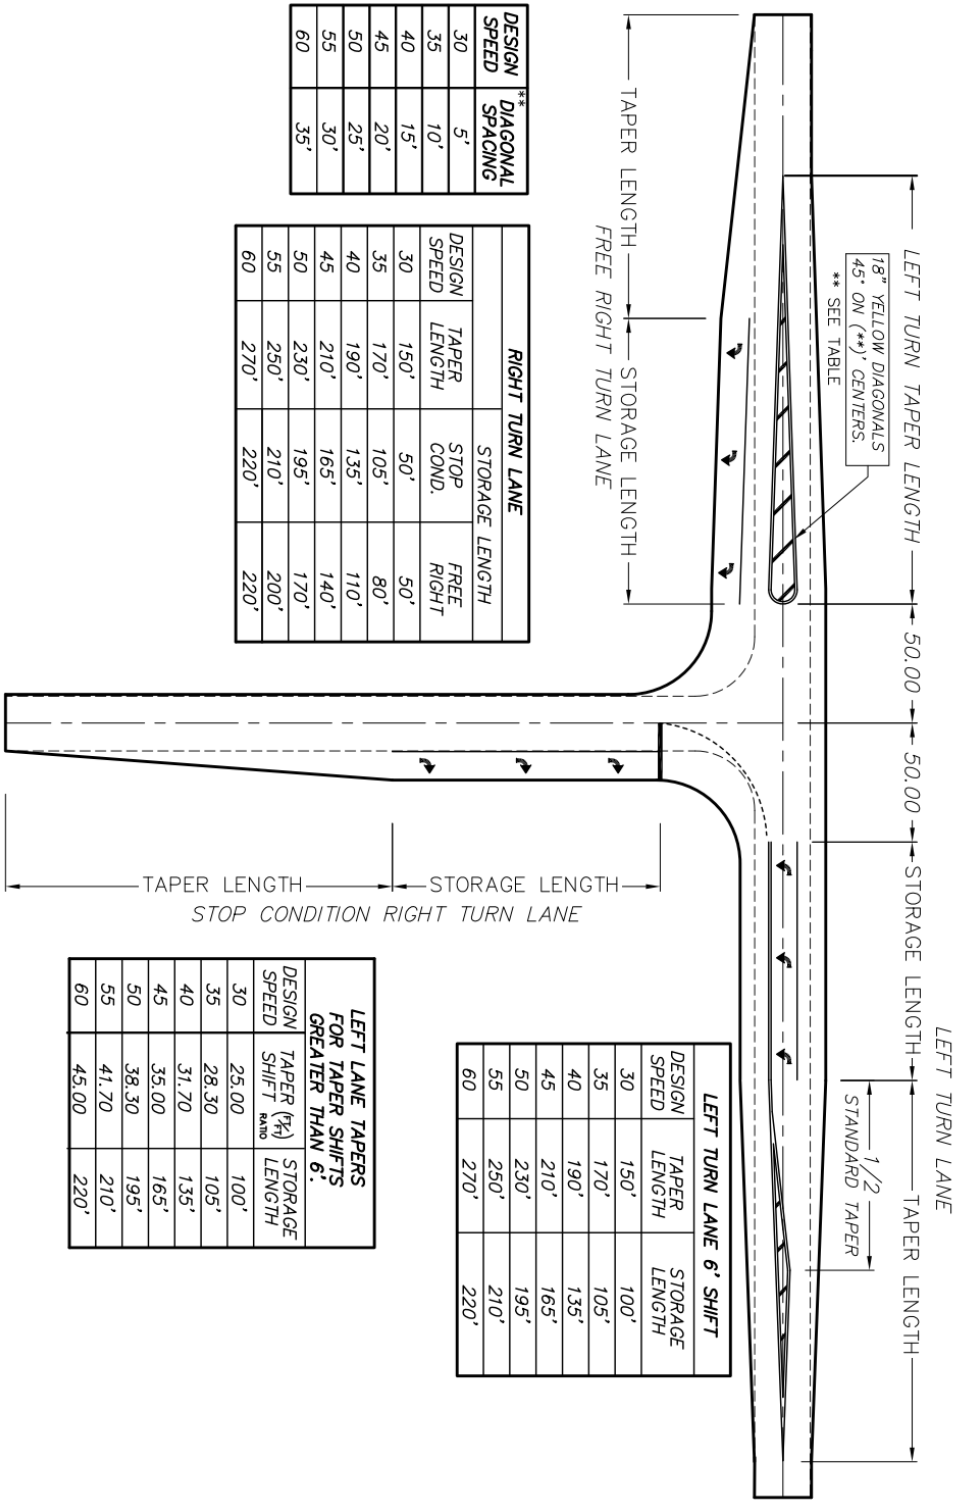 LEFT TURN LANE
LEFT TURN TAPER LENGTH
50.00
50.00
STORAGE LENGTH
TAPER LENGTH
1/2
STANDARD TAPER
18" YELLOW DIAGONALS
45° ON (**)' CENTERS.
** SEE TABLE
TAPER LENGTH
STORAGE LENGTH
FREE RIGHT TURN LANE
TAPER LENGTH
STORAGE LENGTH
STOP CONDITION RIGHT TURN LANE
DESIGN SPEED ** DIAGONAL SPACING
30 5'
35 10'
40 15'
45 20'
50 25'
55 30'
60 35'
RIGHT TURN LANE
STORAGE LENGTH
DESIGN SPEED TAPER LENGTH STOP COND. FREE RIGHT
30 150' 50' 50'
35 170' 105' 80'
40 190' 135' 110'
45 210' 165' 140'
50 230' 195' 170'
55 250' 210' 200'
60 270' 220' 220'
LEFT TURN LANE 6' SHIFT
DESIGN SPEED TAPER LENGTH STORAGE LENGTH
30 150' 100'
35 170' 105'
40 190' 135'
45 210' 165'
50 230' 195'
55 250' 210'
60 270' 220'
LEFT LANE TAPERS
FOR TAPER SHIFTS
GREATER THAN 6'.
DESIGN SPEED TAPER SHIFT (FT/FT) RATIO STORAGE LENGTH
30 25.00 100'
35 28.30 105'
40 31.70 135'
45 35.00 165'
50 38.30 195'
55 41.70 210'
60 45.00 220'